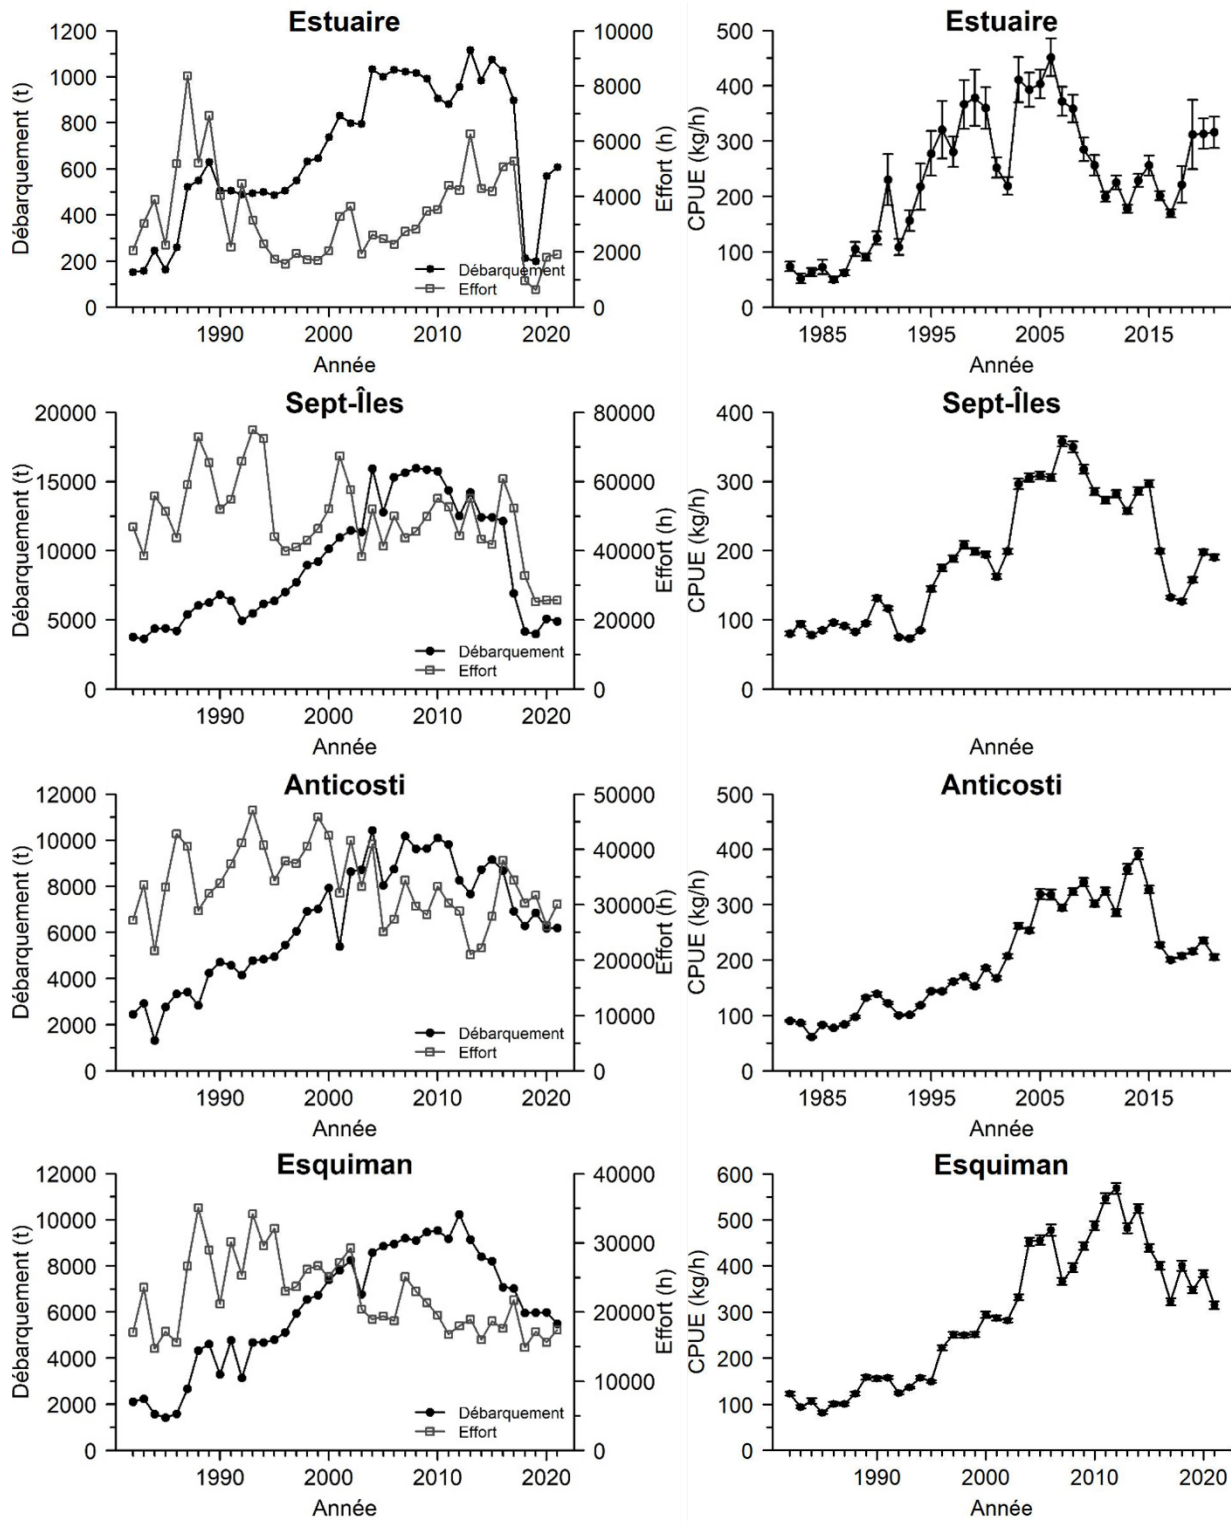 Estuaire
1200
1000
800
600
400
200
0
10000
8000
6000
4000
2000
0
Débarquement (t)
Effort (h)
Débarquement
Effort
1990
2000
2010
2020
Année
Estuaire
500
400
300
200
100
0
CPUE (kg/h)
1985
1995
2005
2015
Année
Sept-Îles
20000
15000
10000
5000
0
80000
60000
40000
20000
0
Débarquement (t)
Effort (h)
Débarquement
Effort
1990
2000
2010
2020
Année
Sept-Îles
400
300
200
100
0
CPUE (kg/h)
Année
Anticosti
12000
10000
8000
6000
4000
2000
0
50000
40000
30000
20000
10000
0
Débarquement (t)
Effort (h)
Débarquement
Effort
1990
2000
2010
2020
Année
Anticosti
500
400
300
200
100
0
CPUE (kg/h)
1985
1995
2005
2015
Année
Esquiman
12000
10000
8000
6000
4000
2000
0
40000
30000
20000
10000
0
Débarquement (t)
Effort (h)
Débarquement
Effort
1990
2000
2010
2020
Année
Esquiman
600
500
400
300
200
100
0
CPUE (kg/h)
1990
2000
2010
2020
Année